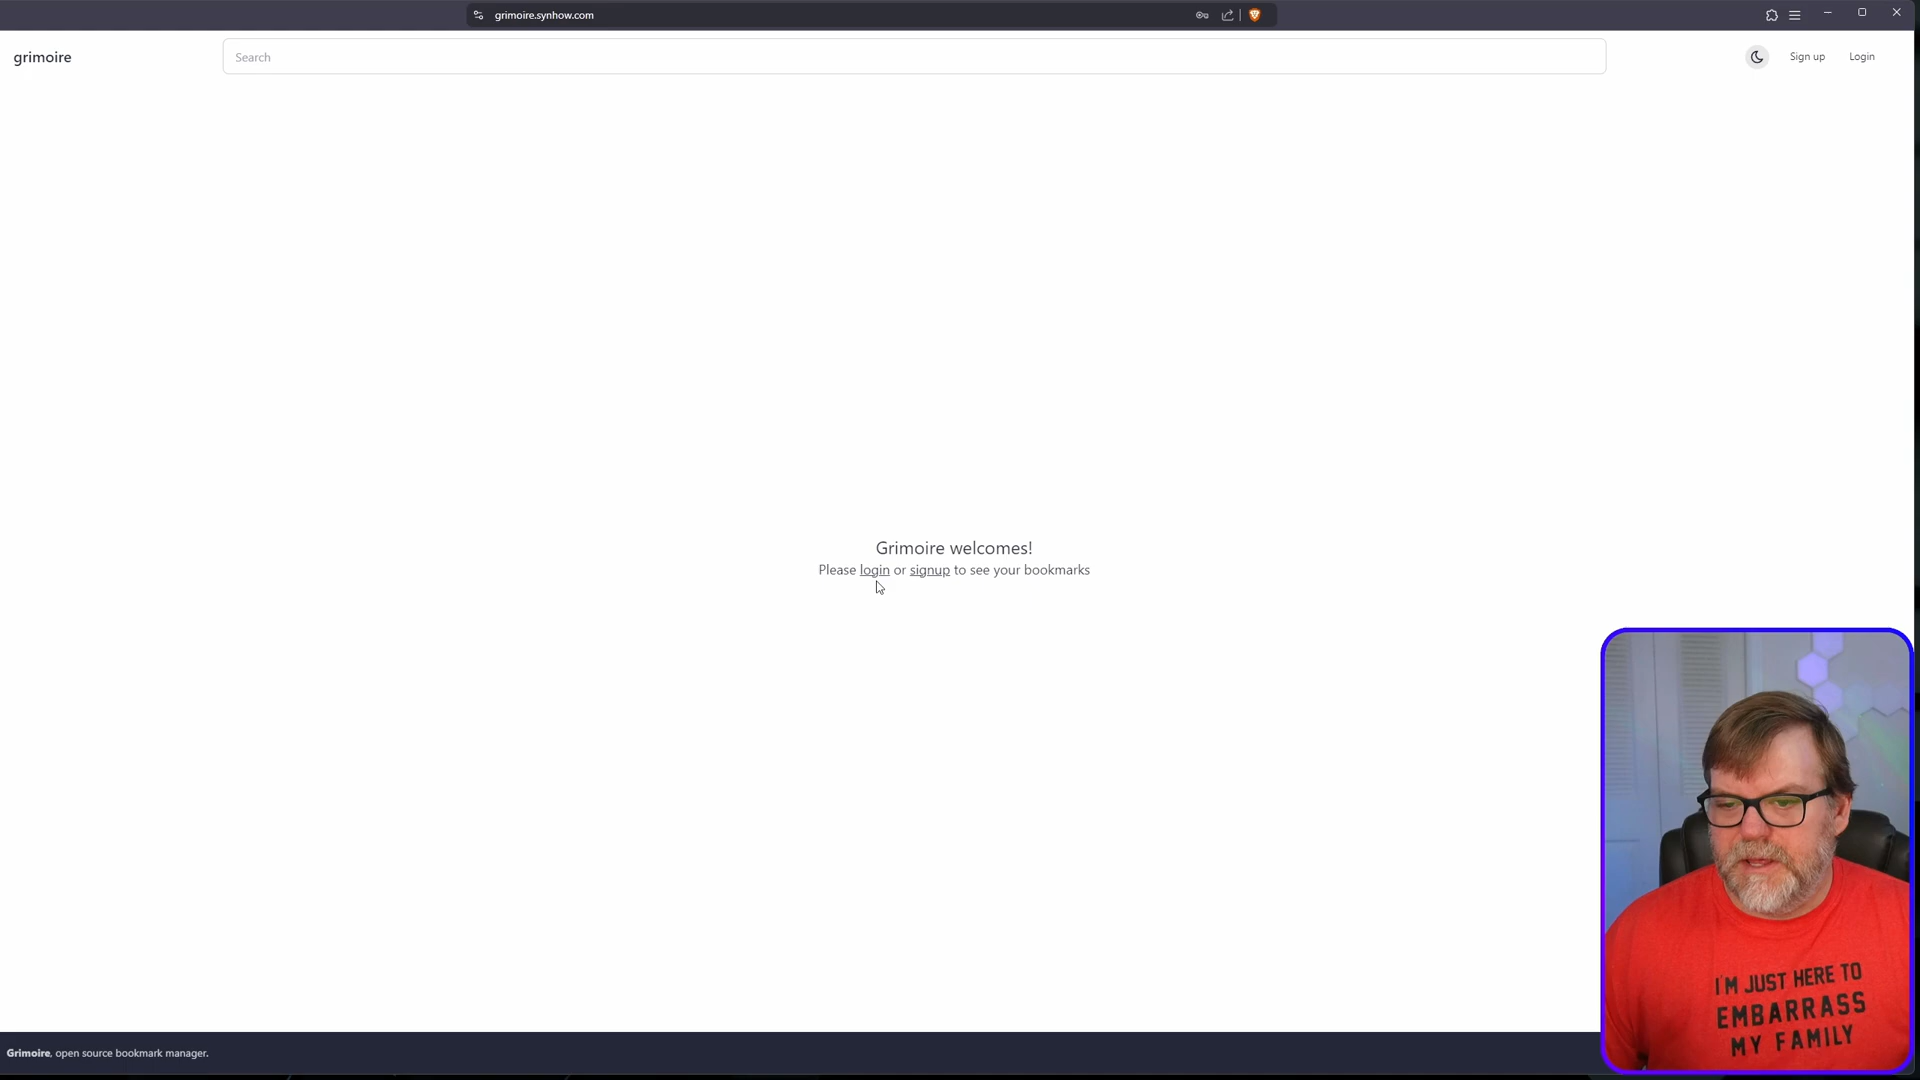 grimoire.synhow.com
grimoire
Search
Sign up
Login
Grimoire welcomes!
Please login or signup to see your bookmarks
I'M JUST HERE TO
EMBARRASS
MY FAMILY
Grimoire, open source bookmark manager.